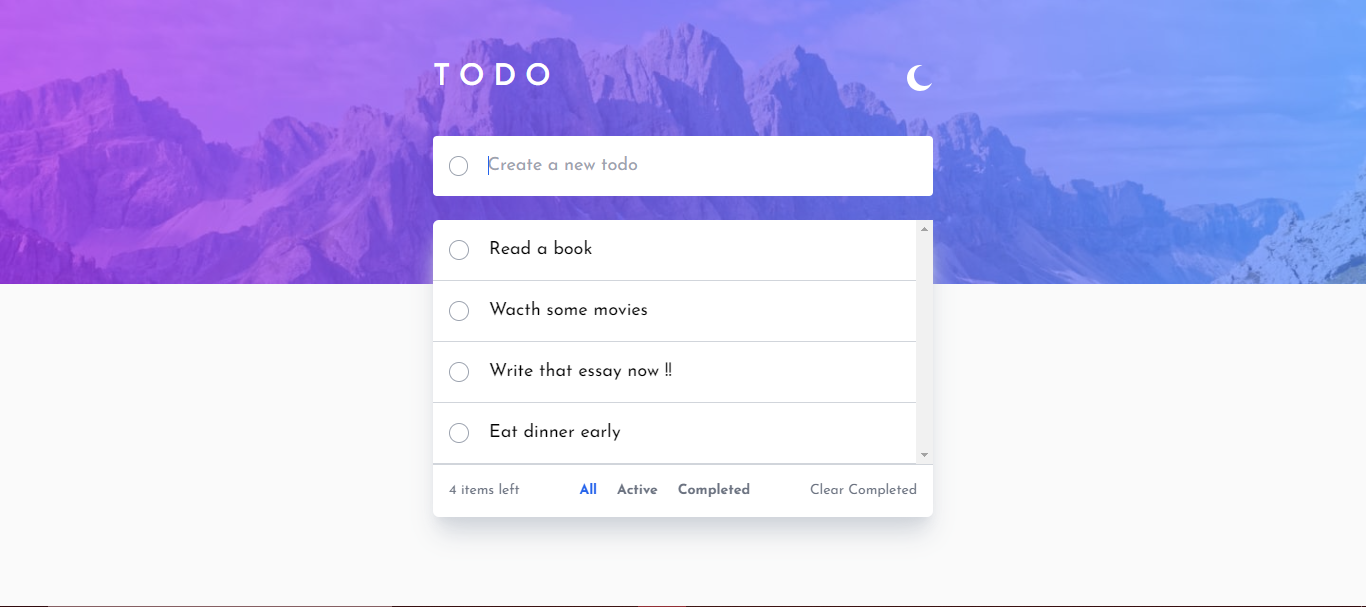 TODO
Create a new todo
Read a book
Wacth some movies
Write that essay now !!
Eat dinner early
4 items left All Active Completed Clear Completed